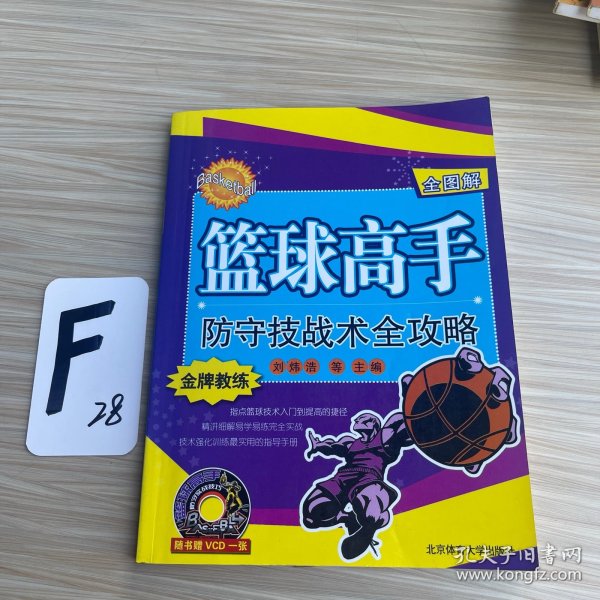 Basketball
全图解
篮球高手
防守技战术全攻略
刘炜浩 等 主编
金牌教练
指点篮球技术入门到提高的捷径
精讲细解易学易练完全实战
技术强化训练最实用的指导手册
随书赠 VCD 一张
北京体育大学出版社
F
28
孔夫子旧书网
www.kongfz.com